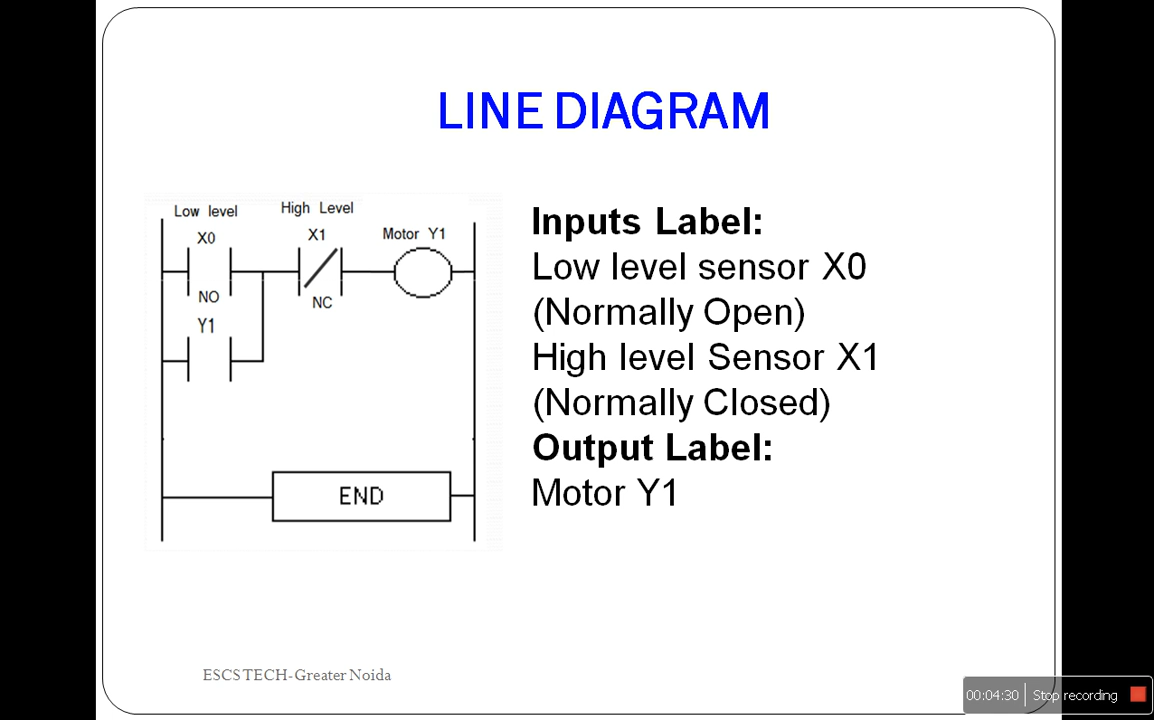 LINE DIAGRAM
Low level
High Level
X0
X1
Motor Y1
NO
NC
Y1
END
Inputs Label:
Low level sensor X0
(Normally Open)
High level Sensor X1
(Normally Closed)
Output Label:
Motor Y1
ESCSTECH-Greater Noida
00:04:30 Stop recording